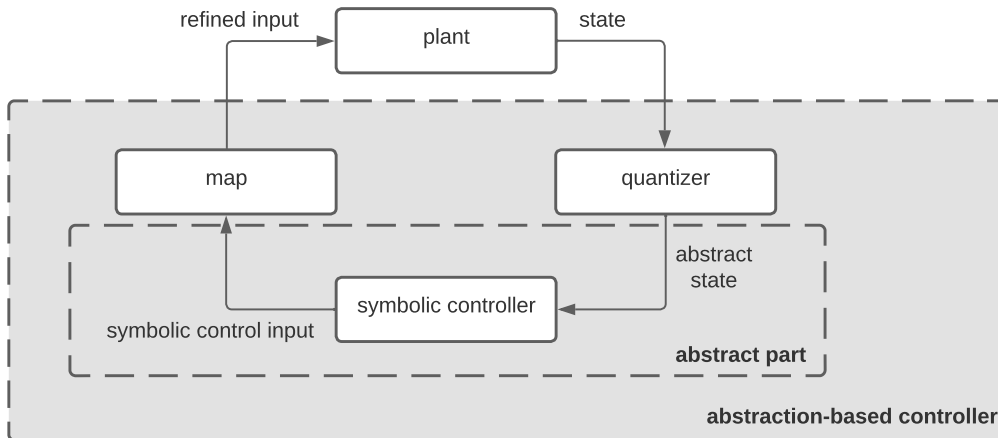 refined input
plant
state
map
quantizer
abstract
state
symbolic controller
symbolic control input
abstract part
abstraction-based controller